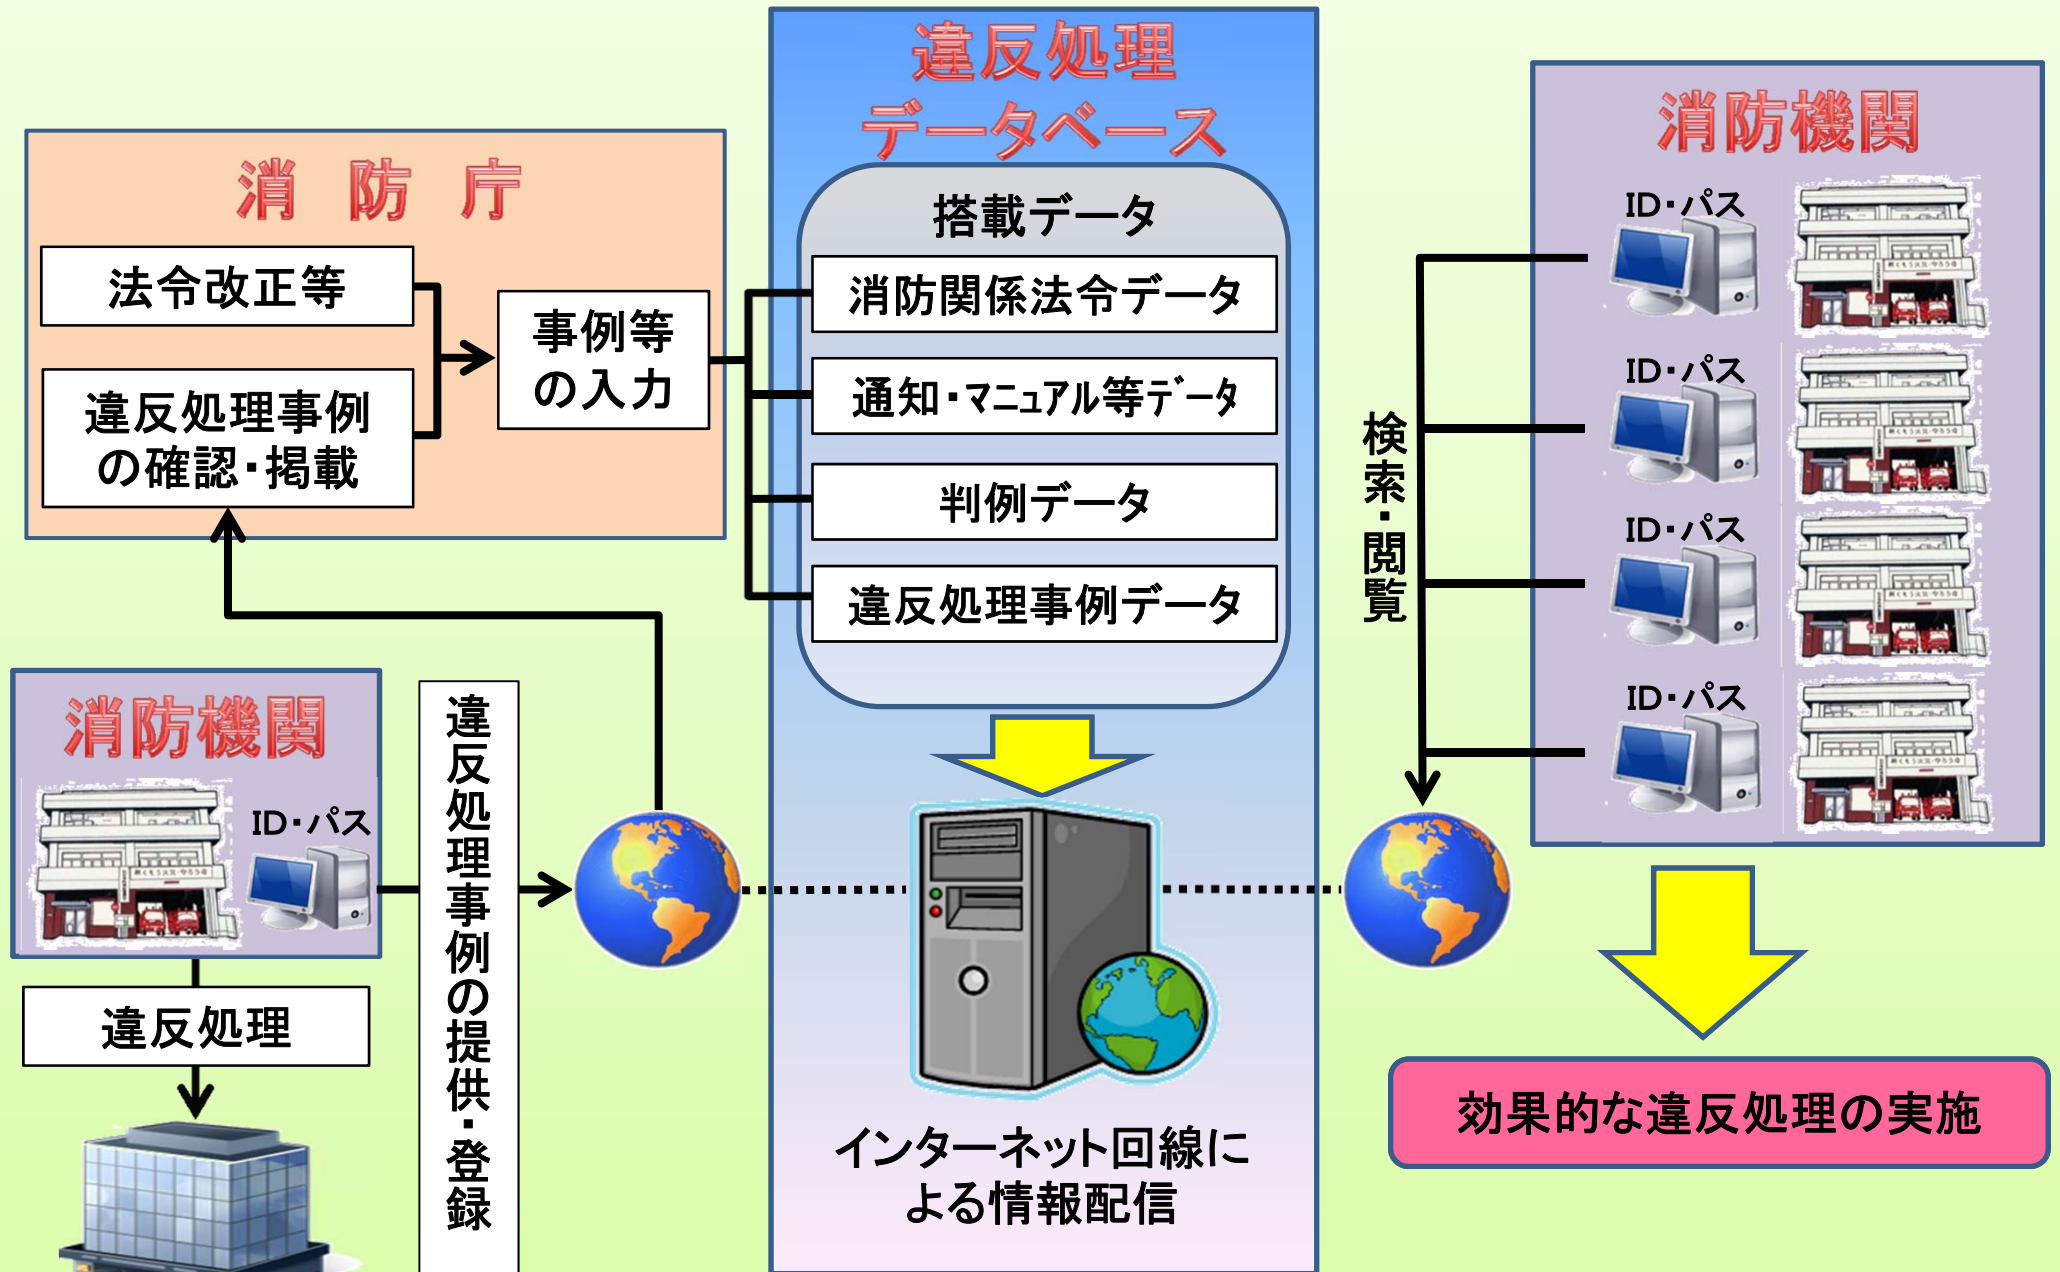 消防庁
法令改正等
違反処理事例
の確認・掲載
事例等
の入力
消防機関
ID・パス
違反処理
違反処理事例の提供・登録
違反処理
データベース
搭載データ
消防関係法令データ
通知・マニュアル等データ
判例データ
違反処理事例データ
インターネット回線に
よる情報配信
検索・閲覧
消防機関
ID・パス
ID・パス
ID・パス
ID・パス
効果的な違反処理の実施